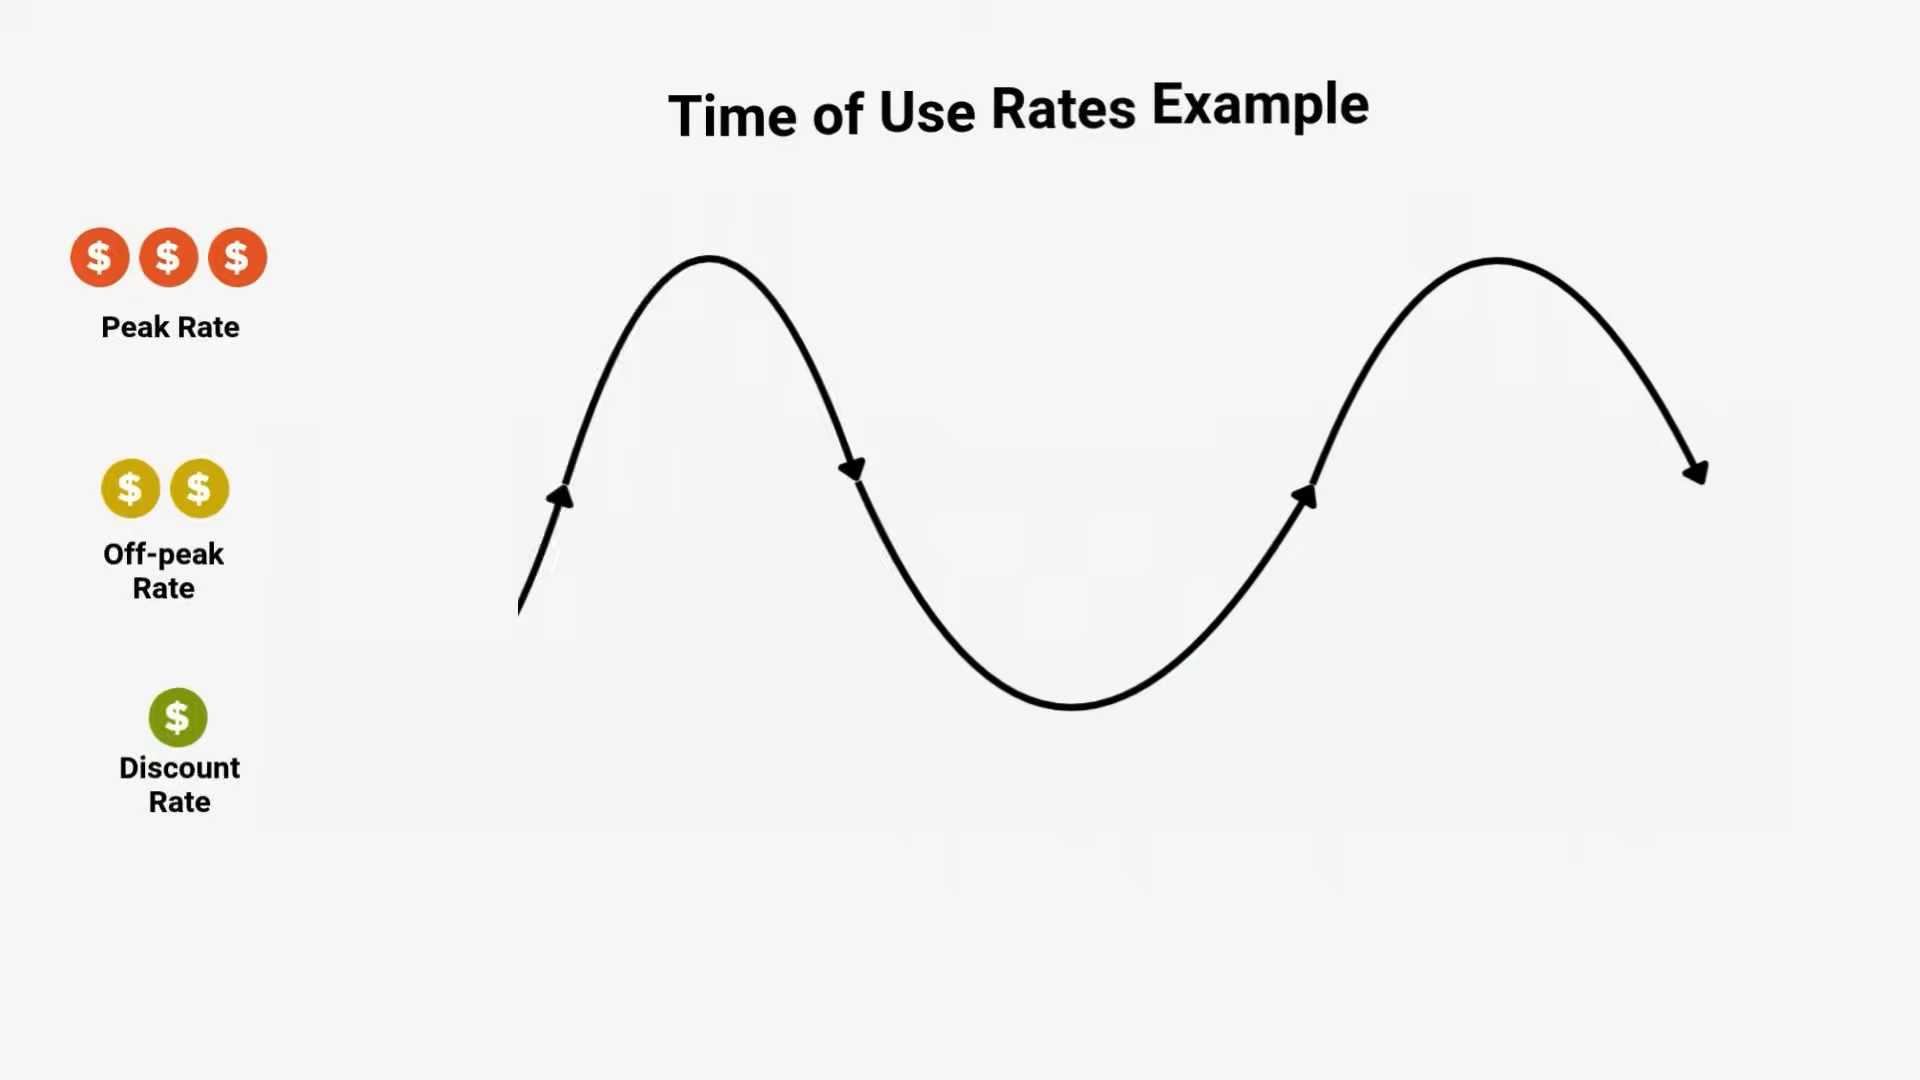 Time of Use Rates Example
$ $ $
Peak Rate
$ $
Off-peak
Rate
$
Discount
Rate